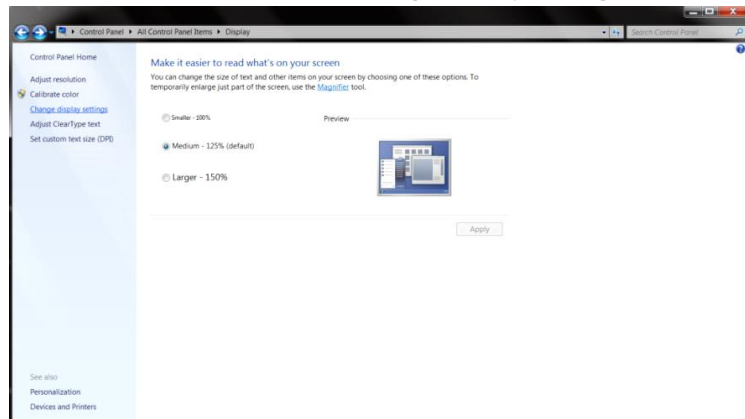 Control Panel ▸ All Control Panel Items ▸ Display
Search Control Panel
Control Panel Home
Adjust resolution
Calibrate color
Change display settings
Adjust ClearType text
Set custom text size (DPI)
Make it easier to read what's on your screen
You can change the size of text and other items on your screen by choosing one of these options. To
temporarily enlarge just part of the screen, use the Magnifier tool.
Smaller - 100%
Preview
Medium - 125% (default)
Larger - 150%
Apply
See also
Personalization
Devices and Printers